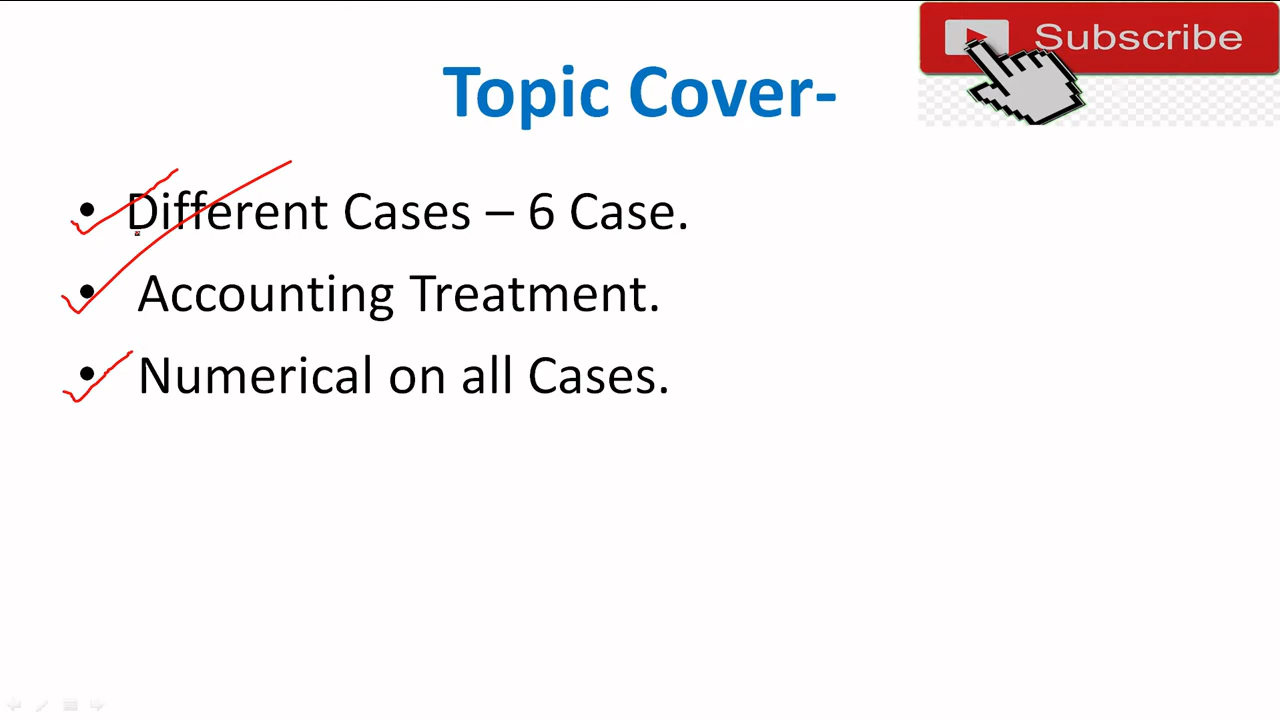 Subscribe
Topic Cover-
• Different Cases – 6 Case.
• Accounting Treatment.
• Numerical on all Cases.